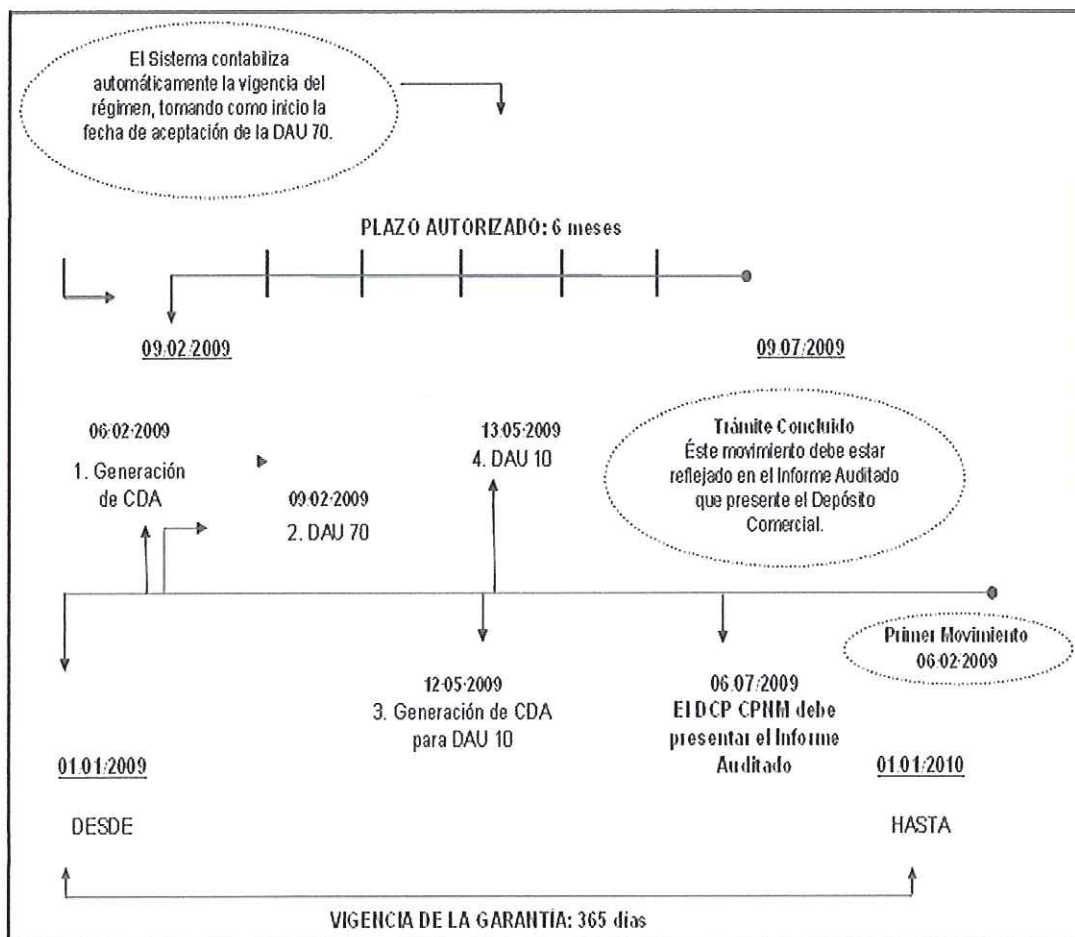 El Sistema contabiliza
automáticamente la vigencia del
régimen, tomando como inicio la
fecha de aceptación de la DAU 70.
PLAZO AUTORIZADO: 6 meses
09/02/2009
09/07/2009
06/02/2009
1. Generación
de CDA
09/02/2009
2. DAU 70
13/05/2009
4. DAU 10
Trámite Concluido
Éste movimiento debe estar
reflejado en el Informe Auditado
que presente el Depósito
Comercial.
Primer Movimiento
06/02/2009
12/05/2009
3. Generación de CDA
para DAU 10
06/07/2009
El DCP CPNM debe
presentar el Informe
Auditado
01/01/2009
DESDE
01/01/2010
HASTA
VIGENCIA DE LA GARANTÍA: 365 días